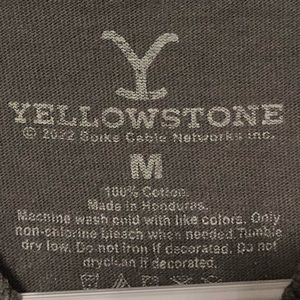 YELLOWSTONE
© 2022 Spike Cable Networks Inc.
M
100% Cotton.
Made in Honduras.
Machine wash cold with like colors. Only
non-chlorine bleach when needed. Tumble
dry low. Do not iron if decorated. Do not
dryclean if decorated.